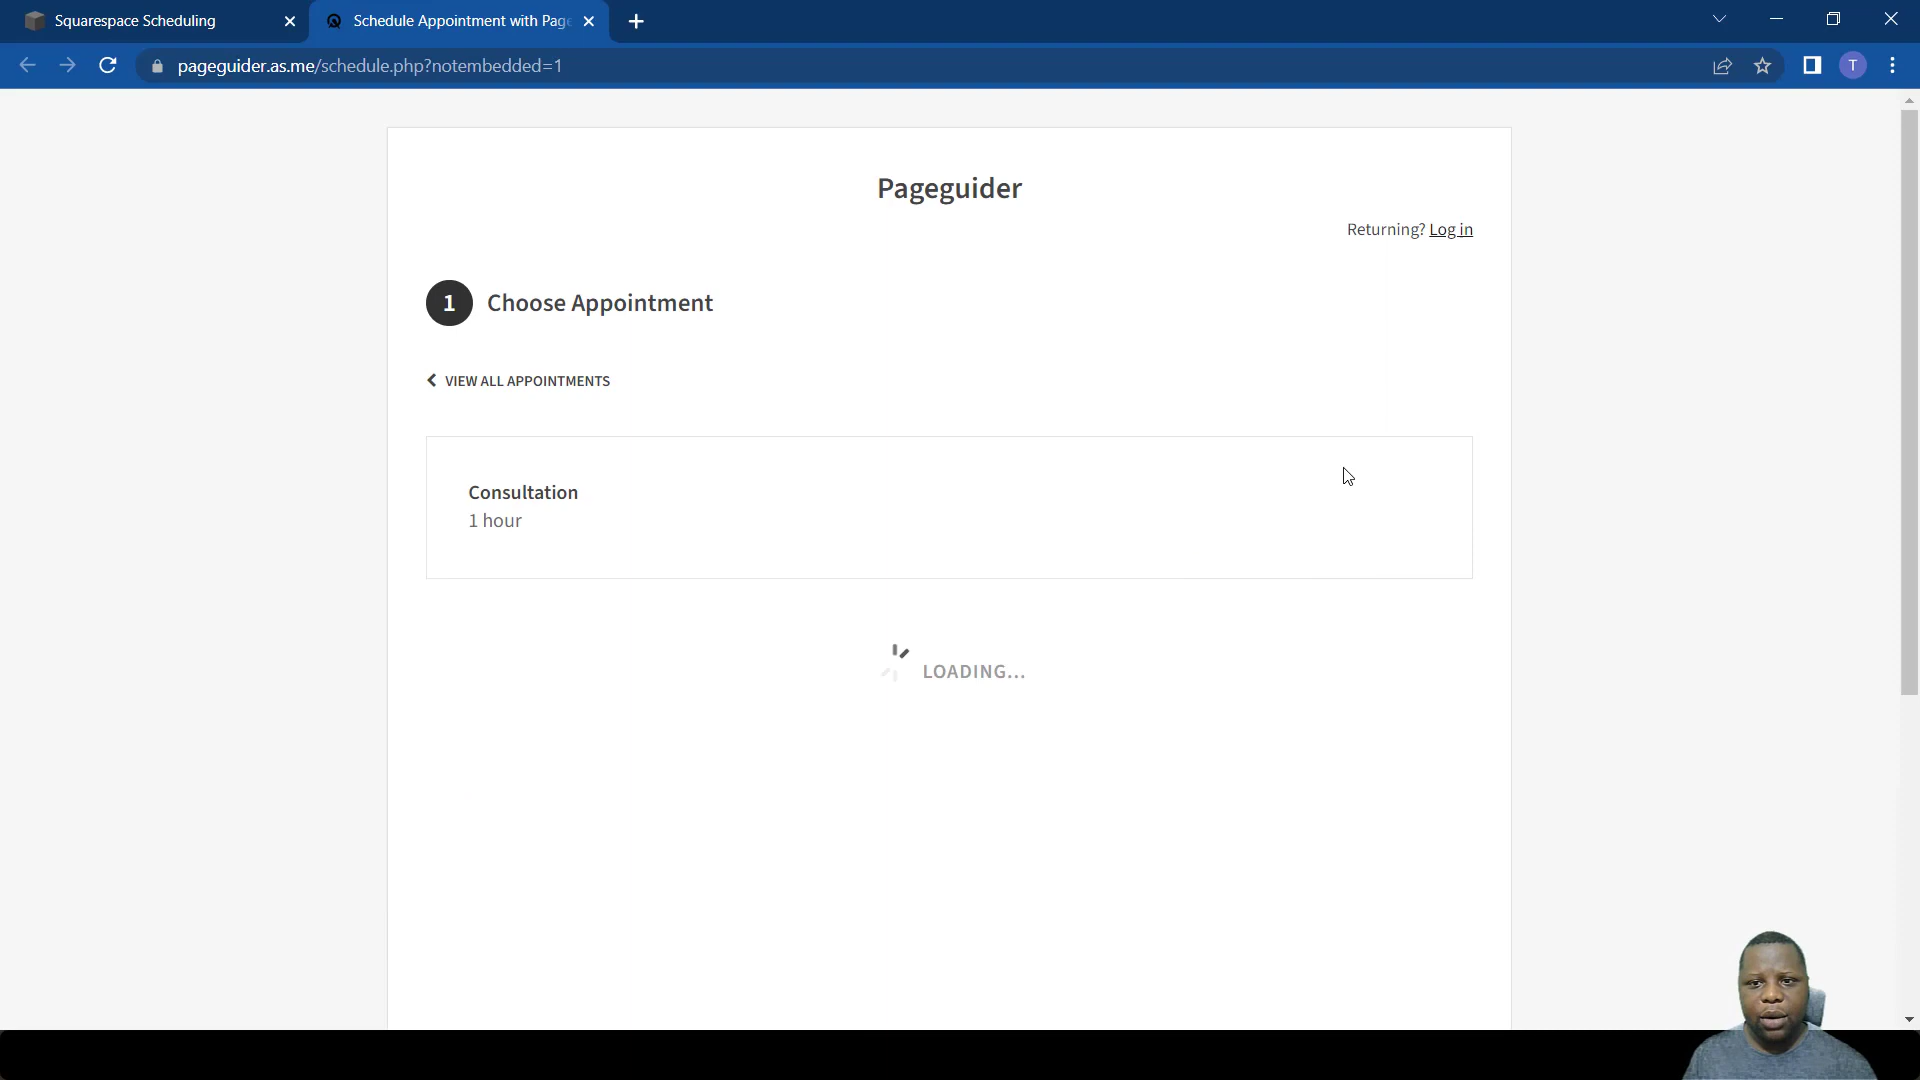 Squarespace Scheduling
Schedule Appointment with Page
pageguider.as.me/schedule.php?notembedded=1
T
Pageguider
Returning? Log in
1 Choose Appointment
VIEW ALL APPOINTMENTS
Consultation
1 hour
LOADING...